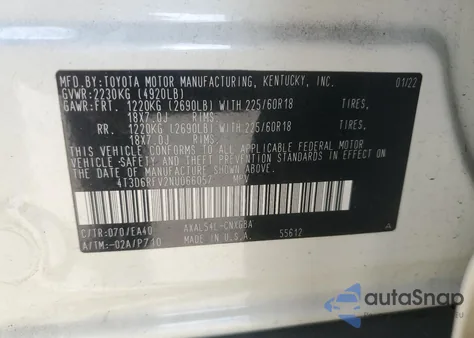 MFD. BY: TOYOTA MOTOR MANUFACTURING, KENTUCKY, INC. 01/22
GVWR: 2230KG (4920LB)
GAWR: FRT. 1220KG (2690LB) WITH 225/60R18 TIRES,
18X7.0J RIMS
RR. 1220KG (2690LB) WITH 225/60R18 TIRES,
18X7.0J RIMS
THIS VEHICLE CONFORMS TO ALL APPLICABLE FEDERAL MOTOR
VEHICLE SAFETY STANDARDS IN EFFECT ON
THE DATE OF MANUFACTURE SHOWN ABOVE.
4T3D6RFV2NU066057 MPV
C/TR: 070/EA40 AXAL54L-CNXGBA
A/TM: -02A/P710 MADE IN U.S.A. 55612
autoSnap